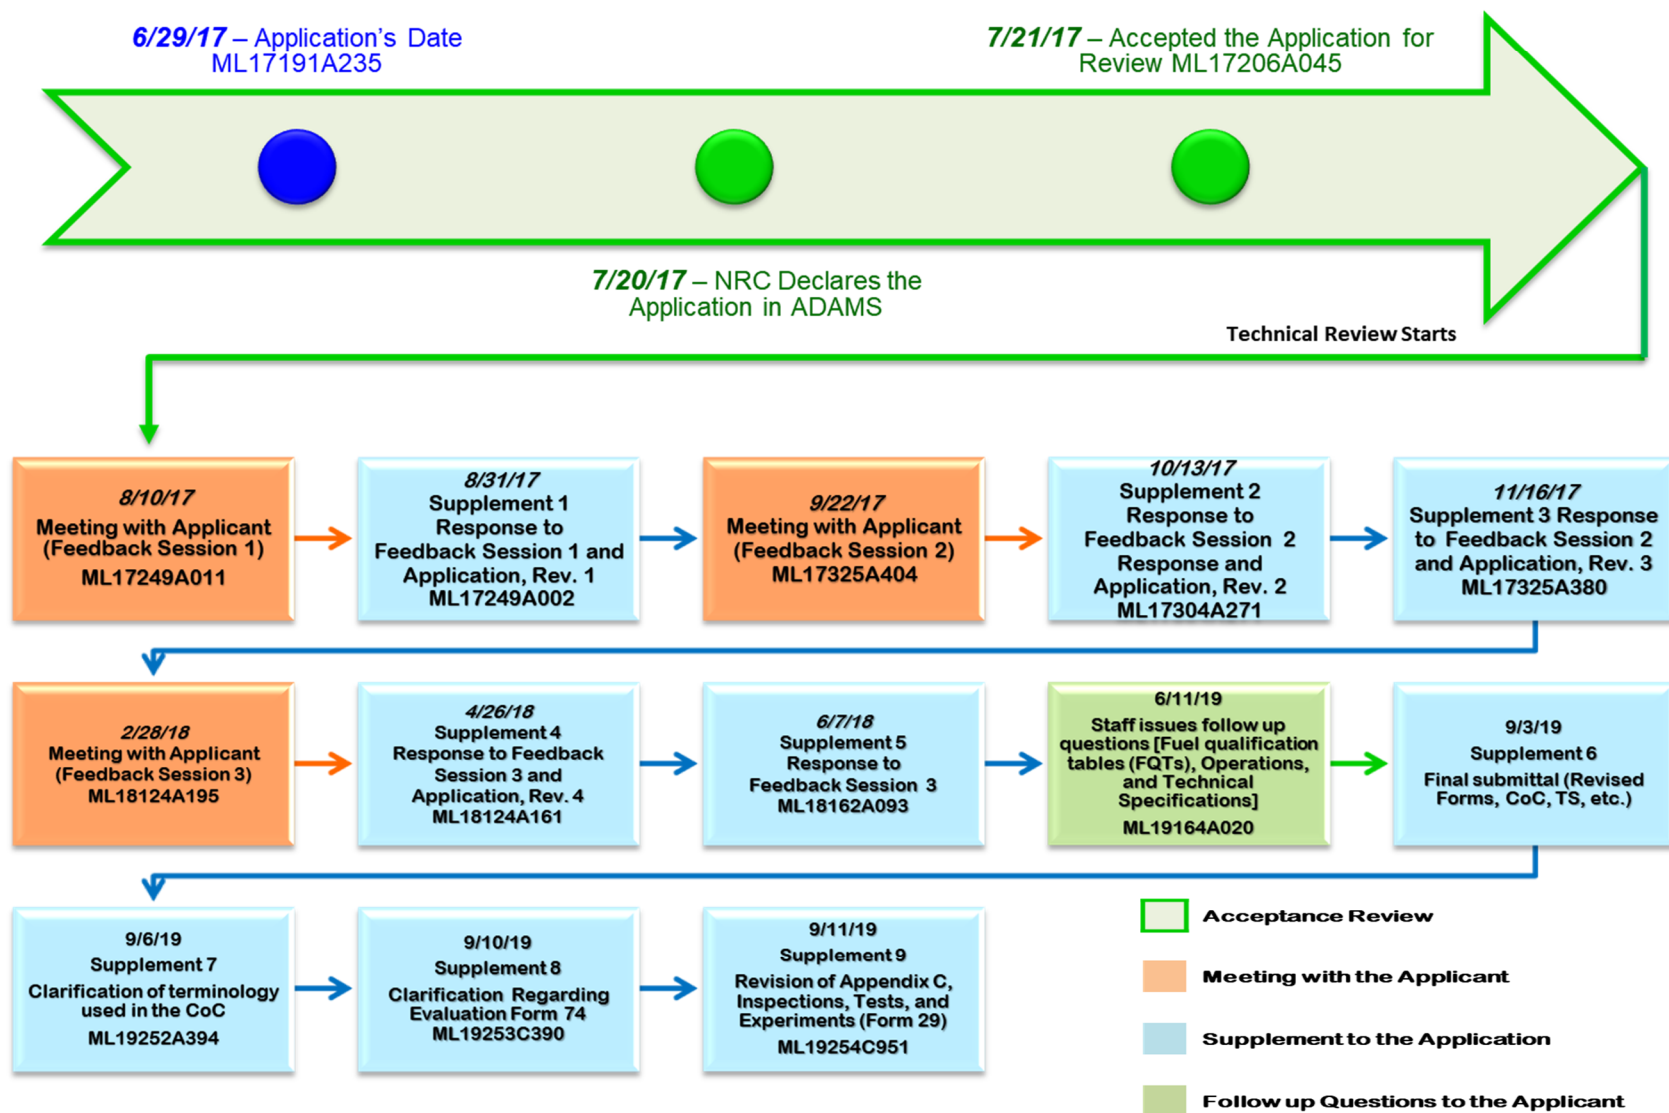 6/29/17 – Application's Date
ML17191A235
7/21/17 – Accepted the Application for
Review ML17206A045
7/20/17 – NRC Declares the
Application in ADAMS
Technical Review Starts
8/10/17
Meeting with Applicant
(Feedback Session 1)
ML17249A011
8/31/17
Supplement 1
Response to
Feedback Session 1 and
Application, Rev. 1
ML17249A002
9/22/17
Meeting with Applicant
(Feedback Session 2)
ML17325A404
10/13/17
Supplement 2
Response to
Feedback Session 2
Response and
Application, Rev. 2
ML17304A271
11/16/17
Supplement 3 Response
to Feedback Session 2
and Application, Rev. 3
ML17325A380
2/28/18
Meeting with Applicant
(Feedback Session 3)
ML18124A195
4/26/18
Supplement 4
Response to Feedback
Session 3 and
Application, Rev. 4
ML18124A161
6/7/18
Supplement 5
Response to
Feedback Session 3
ML18162A093
6/11/19
Staff issues follow up
questions [Fuel qualification
tables (FQTs), Operations,
and Technical
Specifications]
ML19164A020
9/3/19
Supplement 6
Final submittal (Revised
Forms, CoC, TS, etc.)
9/6/19
Supplement 7
Clarification of terminology
used in the CoC
ML19252A394
9/10/19
Supplement 8
Clarification Regarding
Evaluation Form 74
ML19253C390
9/11/19
Supplement 9
Revision of Appendix C,
Inspections, Tests, and
Experiments (Form 29)
ML19254C951
Acceptance Review
Meeting with the Applicant
Supplement to the Application
Follow up Questions to the Applicant